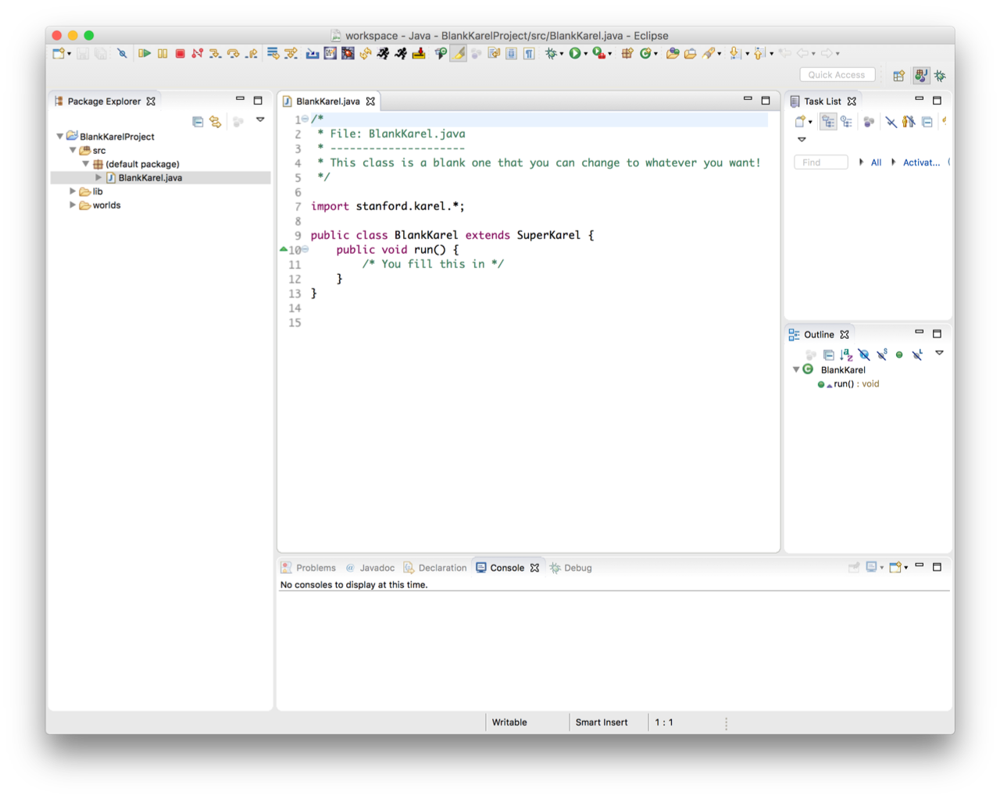 workspace - Java - BlankKarelProject/src/BlankKarel.java - Eclipse
Quick Access
Package Explorer
BlankKarelProject
src
(default package)
BlankKarel.java
lib
worlds
BlankKarel.java
1 /*
2 * File: BlankKarel.java
3 * ---------------------
4 * This class is a blank one that you can change to whatever you want!
5 */
6
7 import stanford.karel.*;
8
9 public class BlankKarel extends SuperKarel {
10 public void run() {
11 /* You fill this in */
12 }
13 }
14
15
Task List
Find
All
Activat...
Outline
BlankKarel
run() : void
Problems
Javadoc
Declaration
Console
Debug
No consoles to display at this time.
Writable
Smart Insert
1 : 1